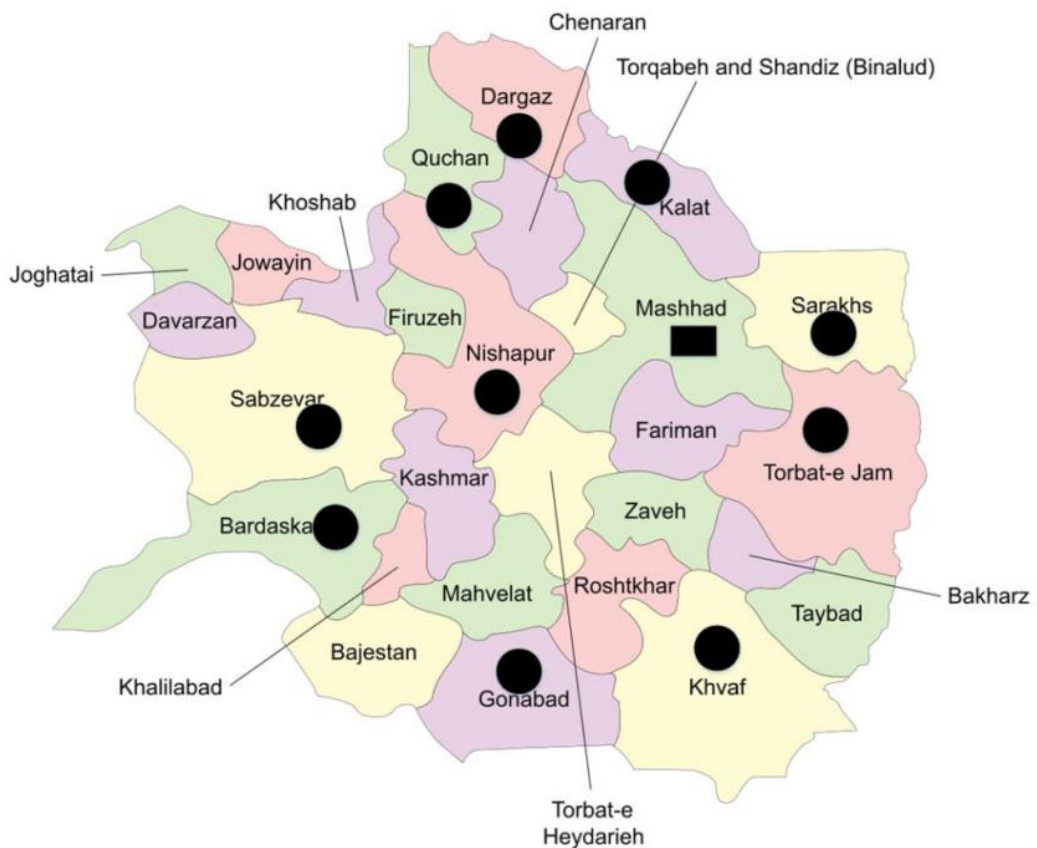 Chenaran
Torqabeh and Shandiz (Binalud)
Dargaz
Quchan
Khoshab
Kalat
Joghatai
Jowayin
Davarzan
Firuzeh
Mashhad
Sarakhs
Nishapur
Sabzevar
Fariman
Kashmar
Torbat-e Jam
Bardaska
Zaveh
Mahvelat
Roshtkhar
Bakharz
Taybad
Bajestan
Khalilabad
Gonabad
Khvaf
Torbat-e
Heydarieh